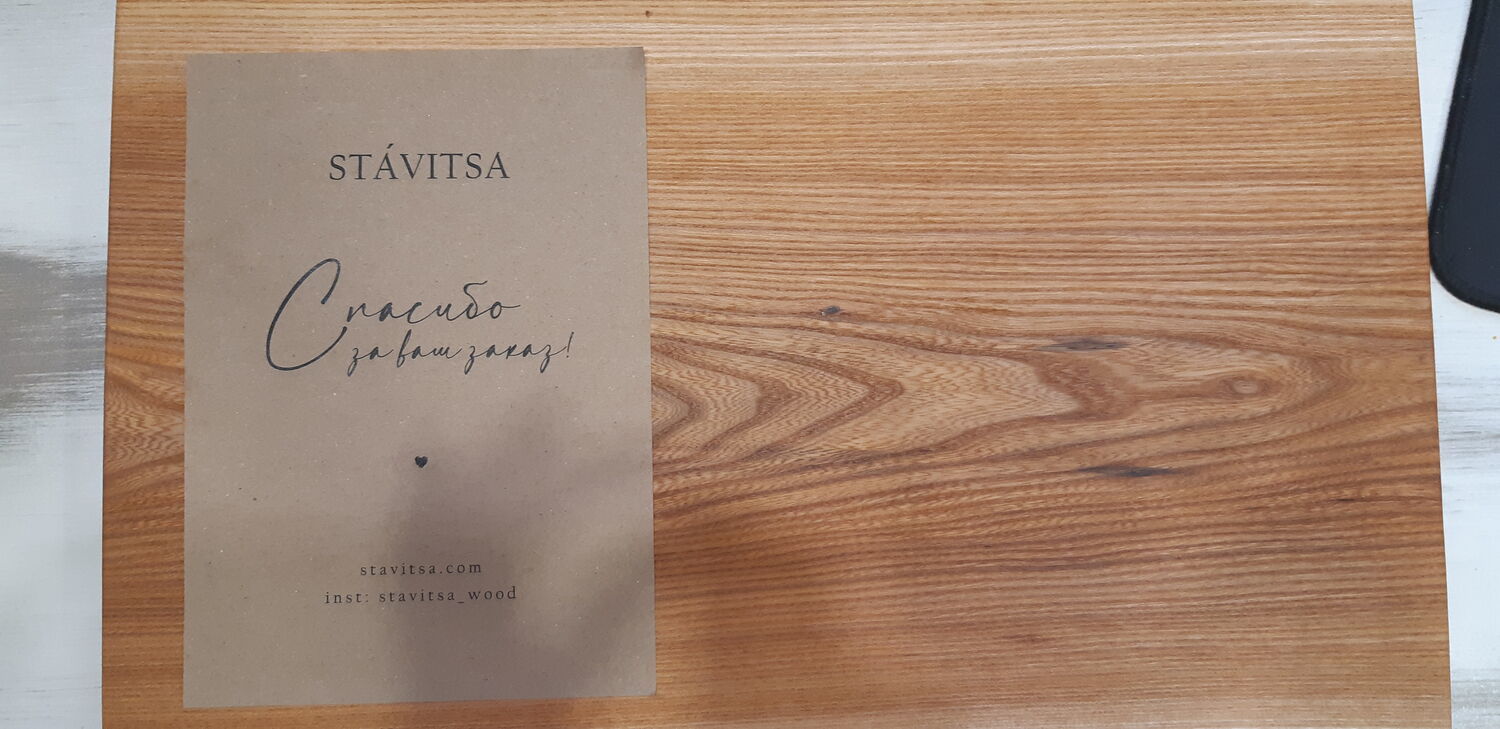 STÁVITSA
Спасибо
за ваш заказ!
stavitsa.com
inst: stavitsa_wood